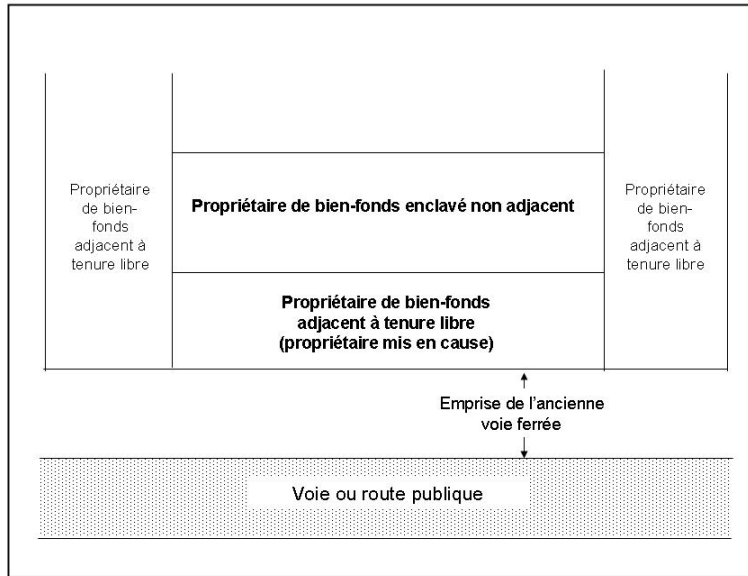 Propriétaire
de bien-
fonds
adjacent à
tenure libre
Propriétaire de bien-fonds enclavé non adjacent
Propriétaire
de bien-
fonds
adjacent à
tenure libre
Propriétaire de bien-fonds
adjacent à tenure libre
(propriétaire mis en cause)
Emprise de l'ancienne
voie ferrée
Voie ou route publique